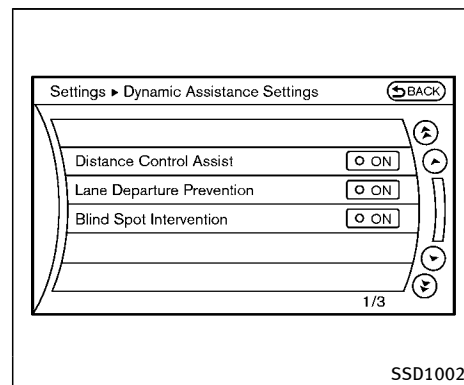 Settings ▸ Dynamic Assistance Settings BACK
Distance Control Assist ON
Lane Departure Prevention ON
Blind Spot Intervention ON
1/3
SSD1002